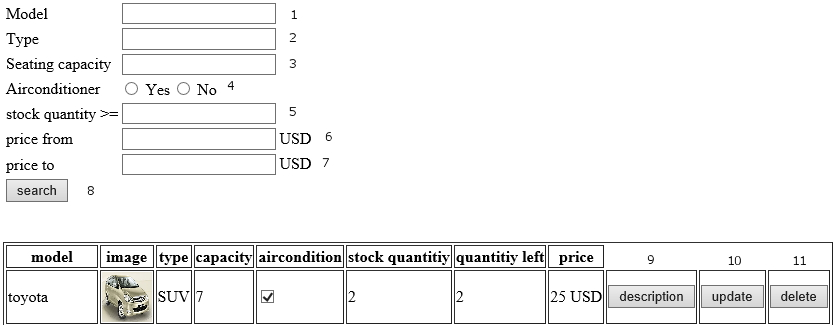 Model 1
Type 2
Seating capacity 3
Airconditioner Yes No 4
stock quantity >= 5
price from USD 6
price to USD 7
search 8
model image type capacity aircondition stock quantitiy quantitiy left price 9 10 11
toyota SUV 7 2 2 25 USD description update delete